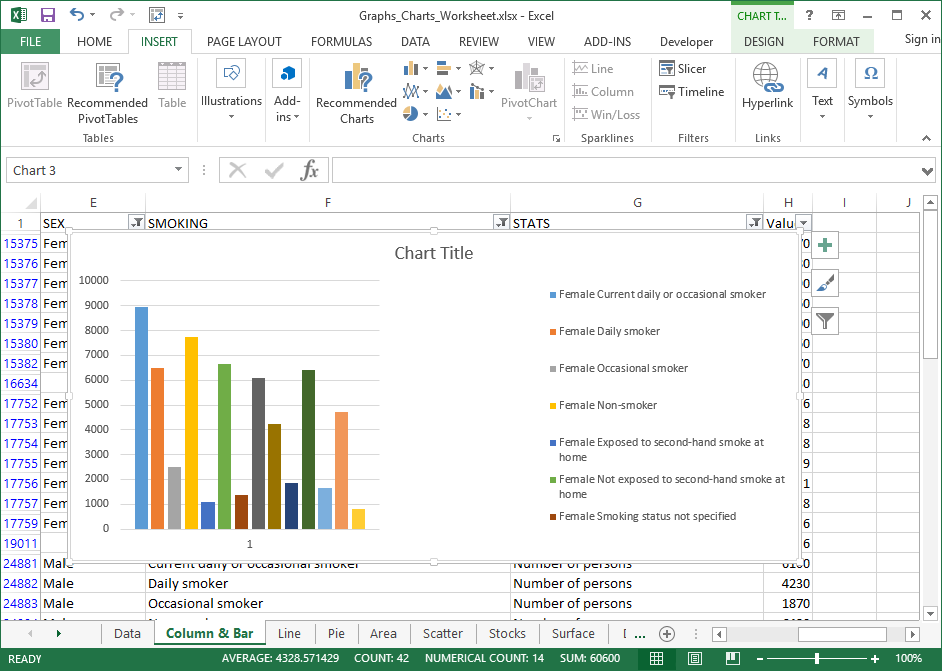 Graphs_Charts_Worksheet.xlsx - Excel
CHART T...
?
FILE HOME INSERT PAGE LAYOUT FORMULAS DATA REVIEW VIEW ADD-INS Developer DESIGN FORMAT Sign in
PivotTable
Recommended PivotTables
Table
Tables
Illustrations
Add-ins
Recommended Charts
PivotChart
Charts
Line
Column
Win/Loss
Sparklines
Slicer
Timeline
Filters
Hyperlink
Links
A
Text
Ω
Symbols
Chart 3
fx
E F G H I J
1 SEX SMOKING STATS Valu
15375 Fem 0
15376 Fem 0
15377 Fem 0
15378 Fem 0
15379 Fem 0
15380 Fem 0
15382 Fem 0
16634 0
17752 Fem 6
17753 Fem 8
17754 Fem 8
17755 Fem 9
17756 Fem 1
17757 Fem 8
17759 Fem 6
19011 6
Chart Title
10000
9000
8000
7000
6000
5000
4000
3000
2000
1000
0
1
Female Current daily or occasional smoker
Female Daily smoker
Female Occasional smoker
Female Non-smoker
Female Exposed to second-hand smoke at
home
Female Not exposed to second-hand smoke at
home
Female Smoking status not specified
24881 Male Current daily or occasional smoker Number of persons 6100
24882 Male Daily smoker Number of persons 4230
24883 Male Occasional smoker Number of persons 1870
Data Column & Bar Line Pie Area Scatter Stocks Surface ...
READY AVERAGE: 4328.571429 COUNT: 42 NUMERICAL COUNT: 14 SUM: 60600 100%